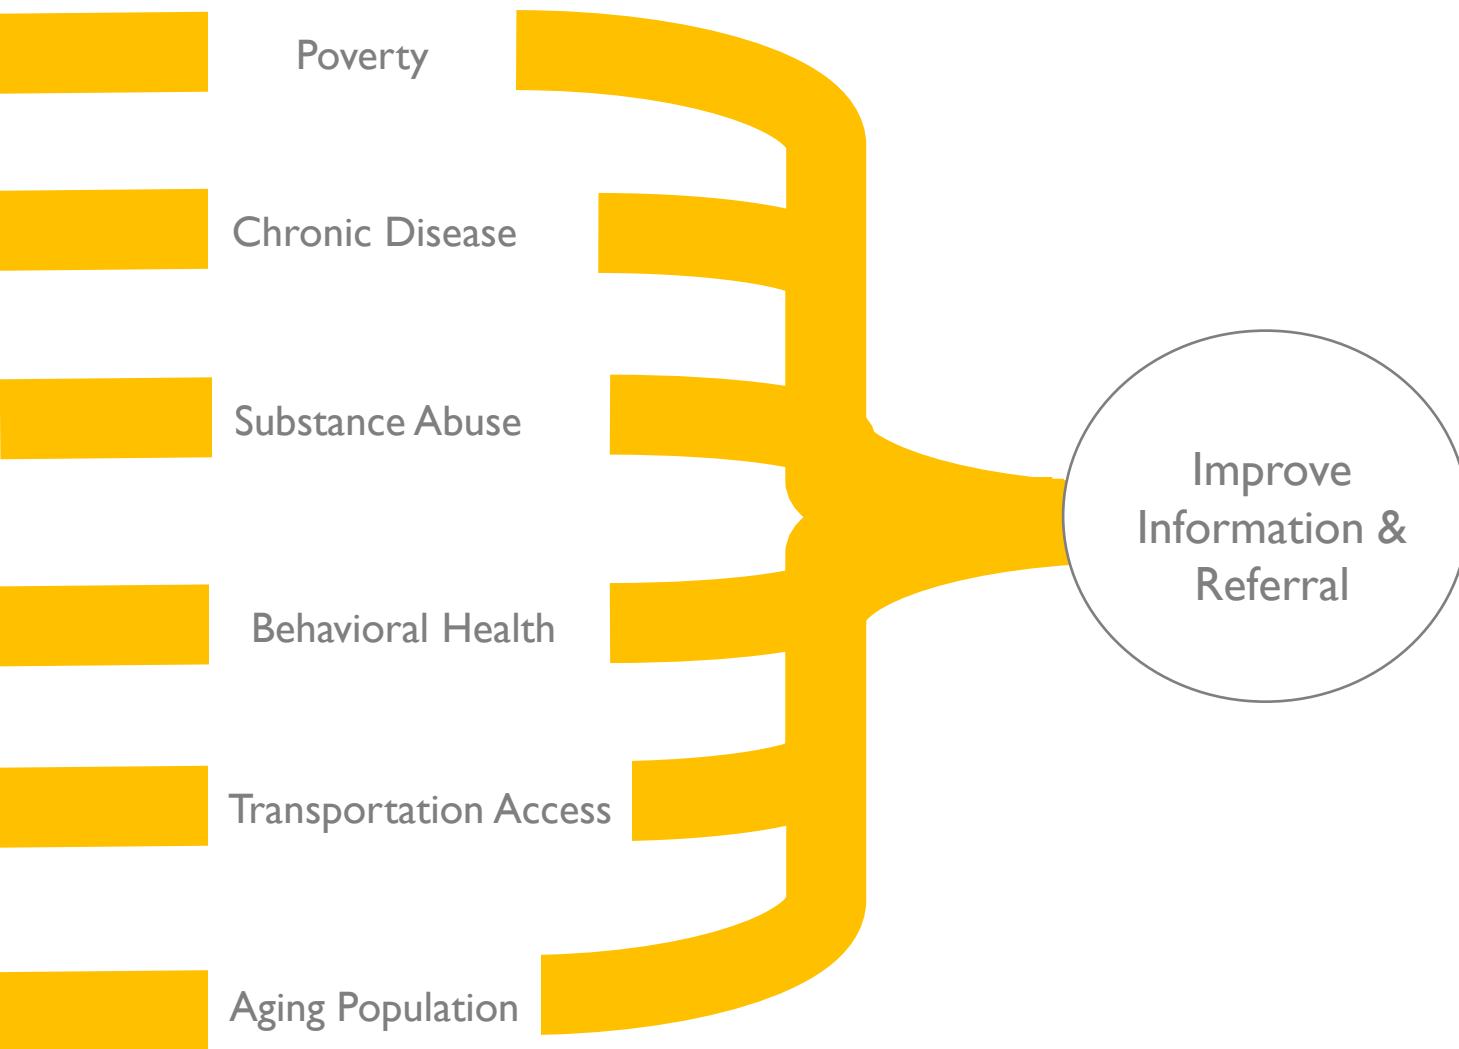 Poverty
Chronic Disease
Substance Abuse
Improve
Information &
Referral
Behavioral Health
Transportation Access
Aging Population